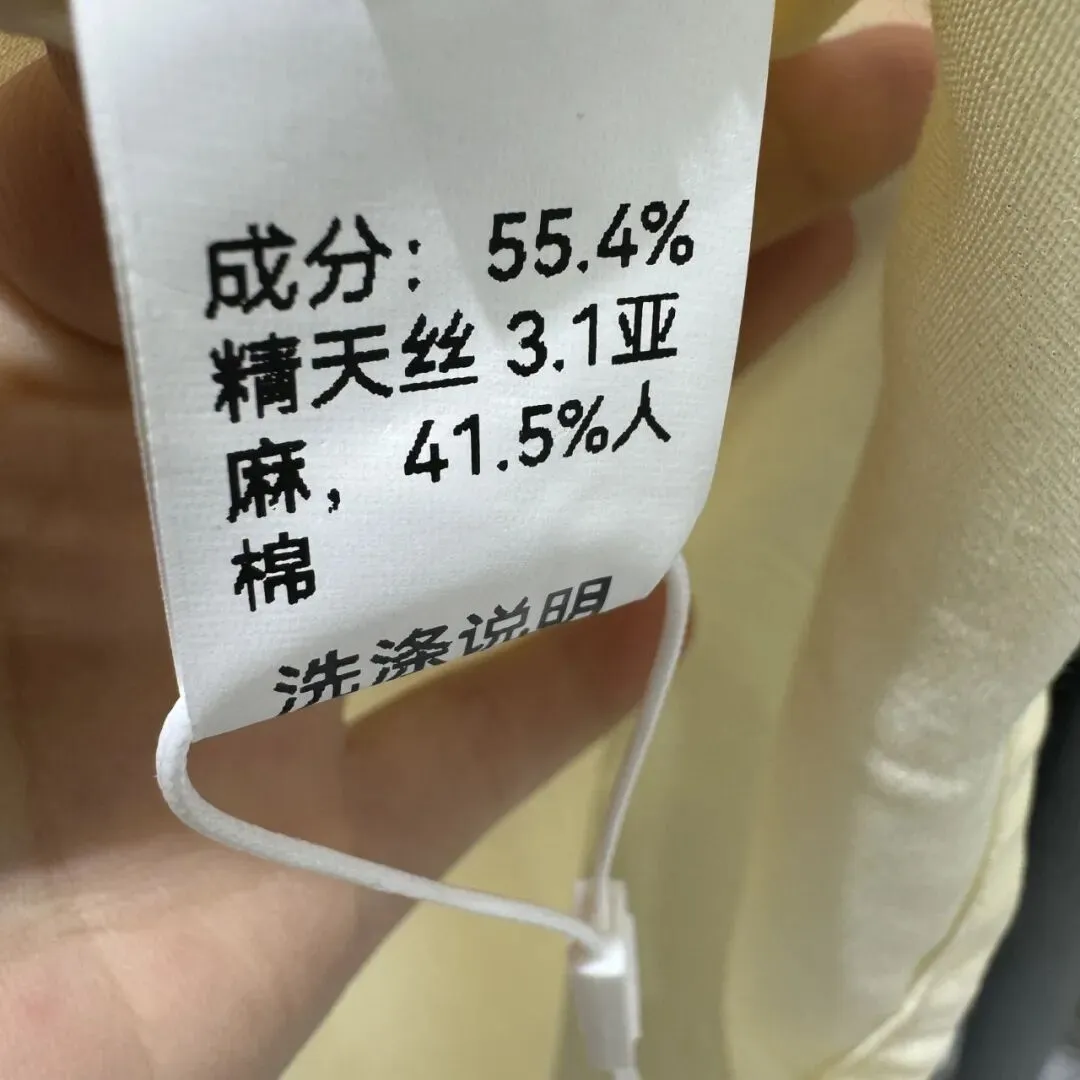 成分：55.4%
精天丝 3.1亚
麻，41.5%人
棉
洗涤说明